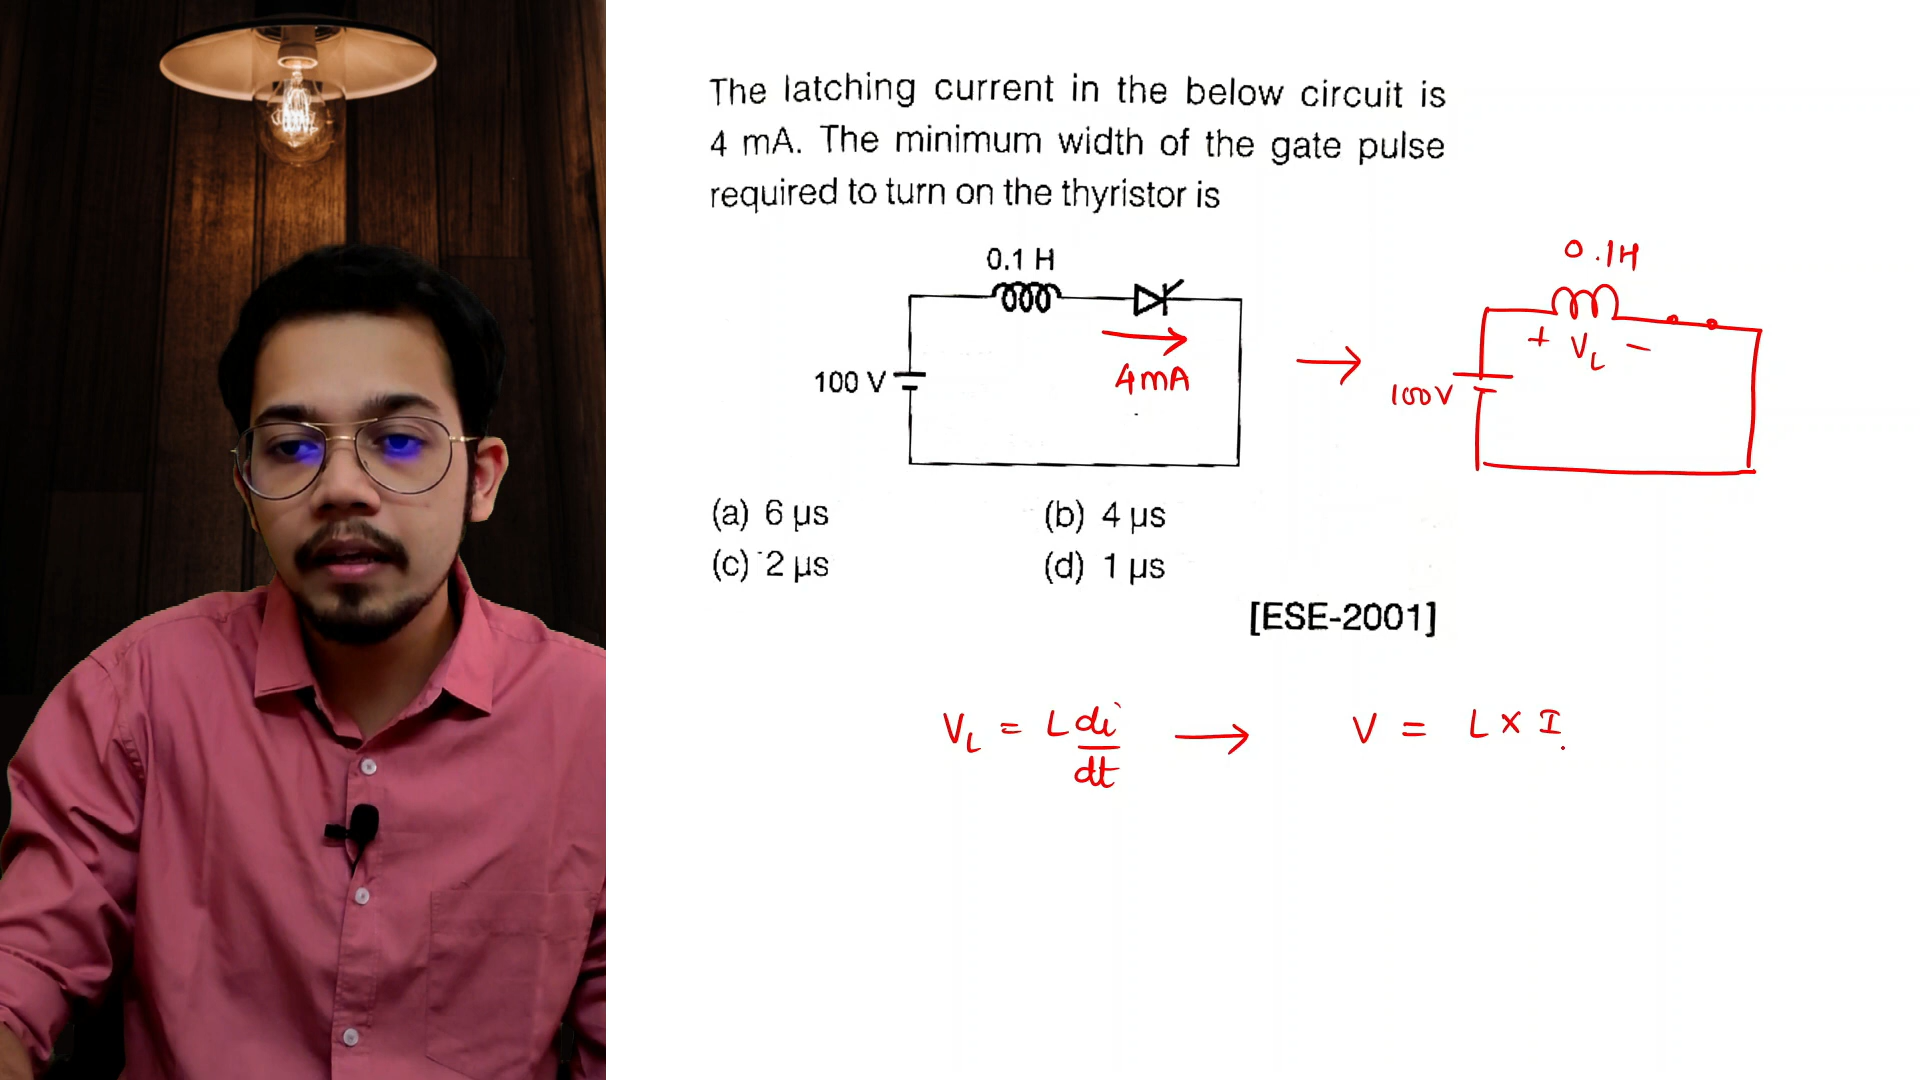 The latching current in the below circuit is
4 mA. The minimum width of the gate pulse
required to turn on the thyristor is
0.1 H
100 V
4mA
0.1H
+ VL −
100V
(a) 6 µs
(b) 4 µs
(c) 2 µs
(d) 1 µs
[ESE-2001]
VL = L di/dt → V = L × I